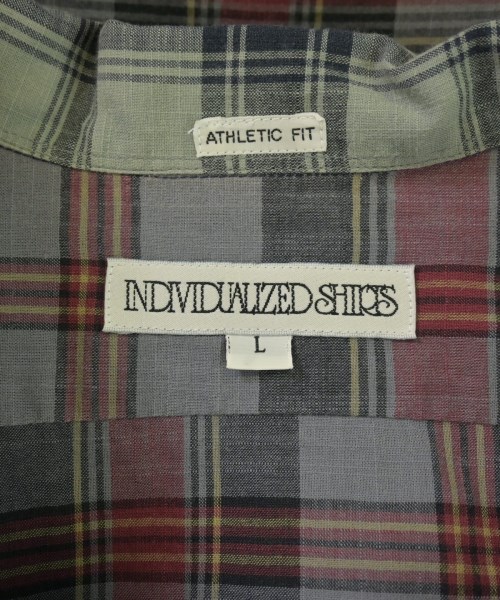 ATHLETIC FIT
INDIVIDUALIZED SHIRTS
L